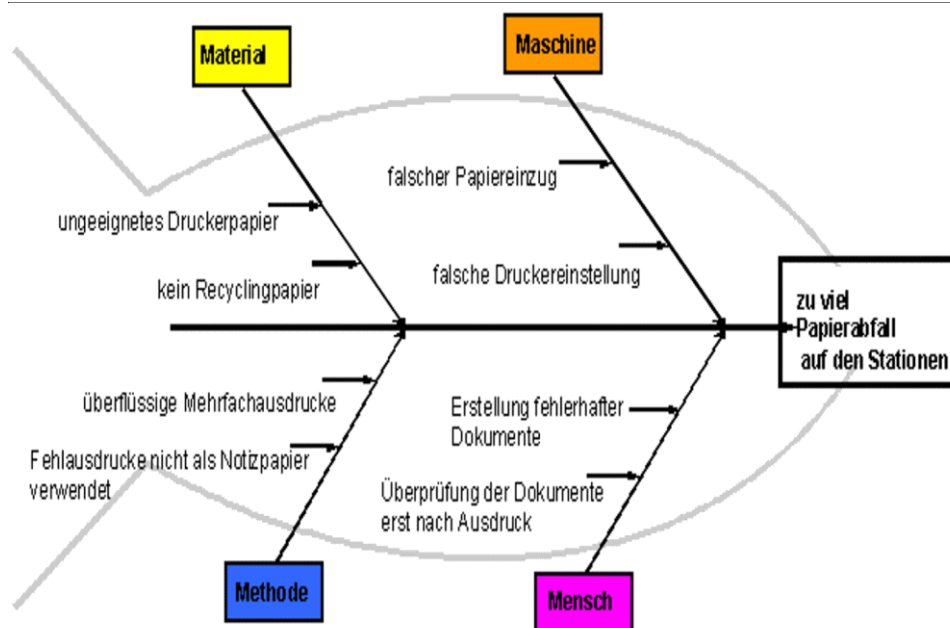 Material
Maschine
falscher Papiereinzug
ungeeignetes Druckerpapier
falsche Druckereinstellung
kein Recyclingpapier
zu viel
Papierabfall
auf den Stationen
überflüssige Mehrfachausdrucke
Erstellung fehlerhafter
Dokumente
Fehlausdrucke nicht als Notizpapier
verwendet
Überprüfung der Dokumente
erst nach Ausdruck
Methode
Mensch